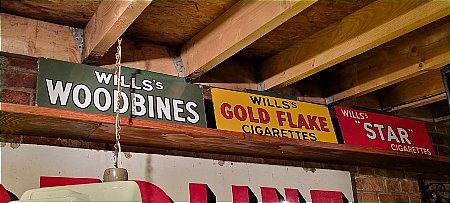 WILLS'S
WOODBINES
WILLS'S
GOLD FLAKE
CIGARETTES
WILLS'S
"STAR"
CIGARETTES